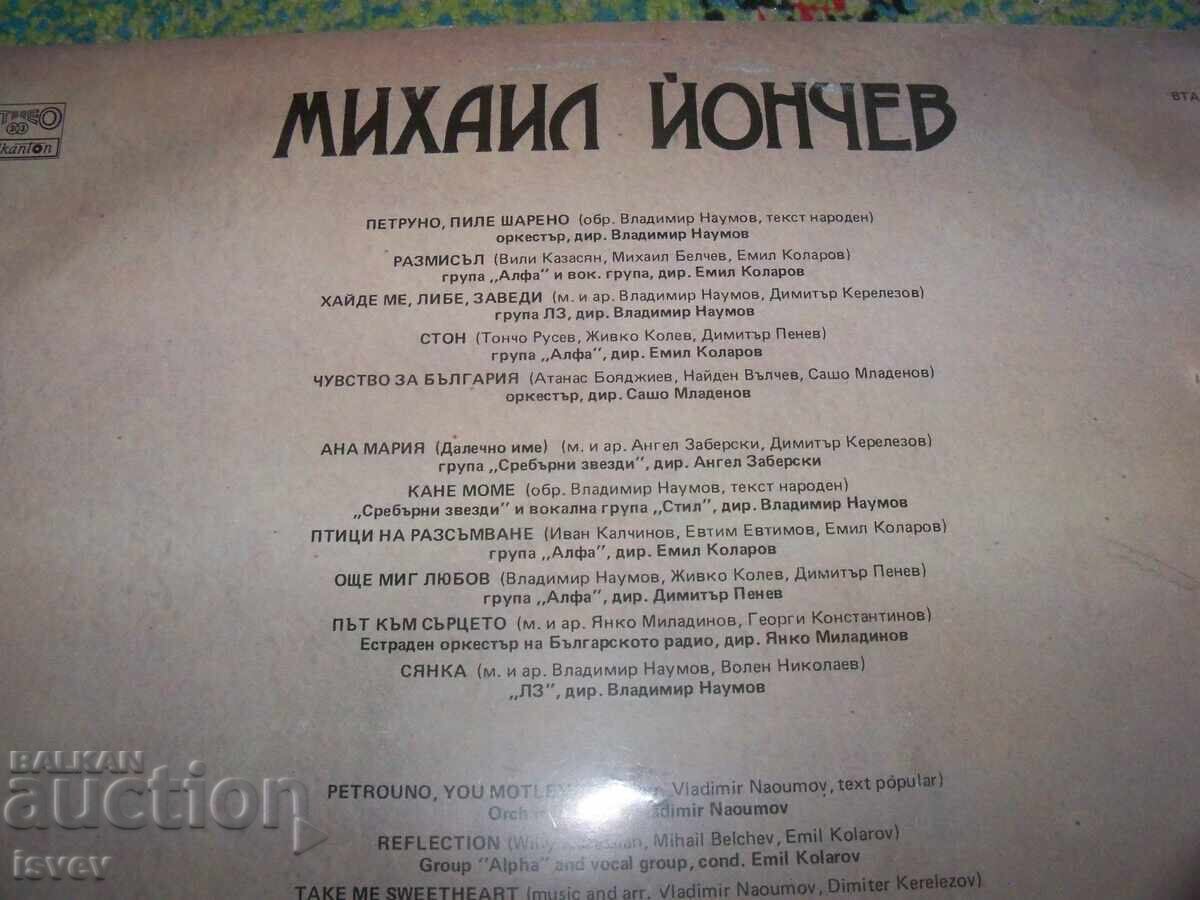 МИХАИЛ ЙОНЧЕВ
ВТА
ПЕТРУНО, ПИЛЕ ШАРЕНО (обр. Владимир Наумов, текст народен)
оркестър, дир. Владимир Наумов
РАЗМИСЪЛ (Вили Казасян, Михаил Белчев, Емил Коларов)
група „Алфа" и вок. група, дир. Емил Коларов
ХАЙДЕ МЕ, ЛИБЕ, ЗАВЕДИ (м. и ар. Владимир Наумов, Димитър Керелезов)
група ЛЗ, дир. Владимир Наумов
СТОН (Тончо Русев, Живко Колев, Димитър Пенев)
група „Алфа", дир. Емил Коларов
ЧУВСТВО ЗА БЪЛГАРИЯ (Атанас Бояджиев, Найден Вълчев, Сашо Младенов)
оркестър, дир. Сашо Младенов
АНА МАРИЯ (Далечно име) (м. и ар. Ангел Заберски, Димитър Керелезов)
група „Сребърни звезди", дир. Ангел Заберски
КАНЕ МОМЕ (обр. Владимир Наумов, текст народен)
„Сребърни звезди" и вокална група „Стил", дир. Владимир Наумов
ПТИЦИ НА РАЗСЪМВАНЕ (Иван Калчинов, Евтим Евтимов, Емил Коларов)
група „Алфа", дир. Емил Коларов
ОЩЕ МИГ ЛЮБОВ (Владимир Наумов, Живко Колев, Димитър Пенев)
група „Алфа", дир. Димитър Пенев
ПЪТ КЪМ СЪРЦЕТО (м. и ар. Янко Миладинов, Георги Константинов)
Естраден оркестър на Българското радио, дир. Янко Миладинов
СЯНКА (м. и ар. Владимир Наумов, Волен Николаев)
„ЛЗ", дир. Владимир Наумов
PETROUNO, YOU MOTLEY Vladimir Naoumov, text popular)
Vladimir Naoumov
REFLECTION Mihail Belchev, Emil Kolarov)
Group "Alpha" and vocal group, cond. Emil Kolarov
TAKE ME SWEETHEART (music and arr. Vladimir Naoumov, Dimiter Kerelezov)
BALKAN
auction
isvev